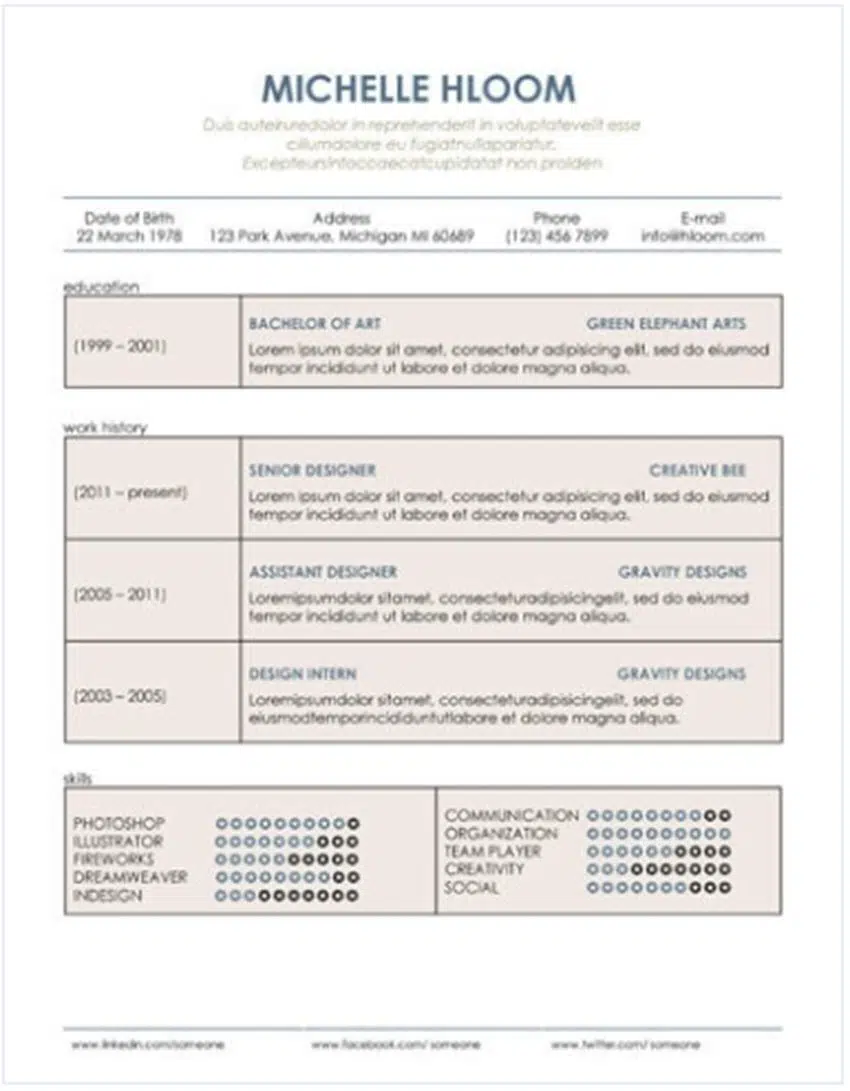 MICHELLE HLOOM
Duis auteiruredolor in reprehenderit in voluptatevelit esse
cillumdolore eu fugiatnullapariatur.
Excepteursintoccaecatcupidatat non proiden
Date of Birth Address Phone E-mail
22 March 1978 123 Park Avenue, Michigan MI 60689 (123) 456 7899 info@hloom.com
education
(1999 – 2001)
BACHELOR OF ART GREEN ELEPHANT ARTS
Lorem ipsum dolor sit amet, consectetur adipisicing elit, sed do eiusmod
tempor incididunt ut labore et dolore magna aliqua.
work history
(2011 – present)
SENIOR DESIGNER CREATIVE BEE
Lorem ipsum dolor sit amet, consectetur adipisicing elit, sed do eiusmod
tempor incididunt ut labore et dolore magna aliqua.
(2005 – 2011)
ASSISTANT DESIGNER GRAVITY DESIGNS
Loremipsumdolor sitamet, consecteturadipisicingelit, sed do eiusmod
tempor incididunt ut labore et dolore magna aliqua.
(2003 – 2005)
DESIGN INTERN GRAVITY DESIGNS
Loremipsumdolor sitamet, consecteturadipisicingelit, sed do
eiusmodtemporincididuntutlabore et dolore magna aliqua.
skills
PHOTOSHOP
ILLUSTRATOR
FIREWORKS
DREAMWEAVER
INDESIGN
COMMUNICATION
ORGANIZATION
TEAM PLAYER
CREATIVITY
SOCIAL
www.linkedin.com/someone www.facebook.com/ someone www.twitter.com/ someone